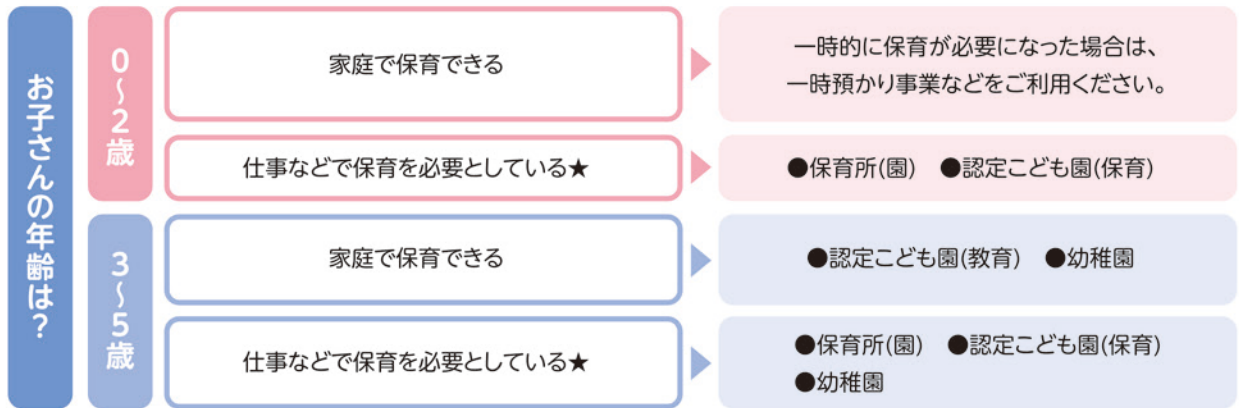 お子さんの年齢は？
0～2歳
家庭で保育できる
一時的に保育が必要になった場合は、
一時預かり事業などをご利用ください。
仕事などで保育を必要としている★
●保育所(園)　●認定こども園(保育)
3～5歳
家庭で保育できる
●認定こども園(教育)　●幼稚園
仕事などで保育を必要としている★
●保育所(園)　●認定こども園(保育)
●幼稚園